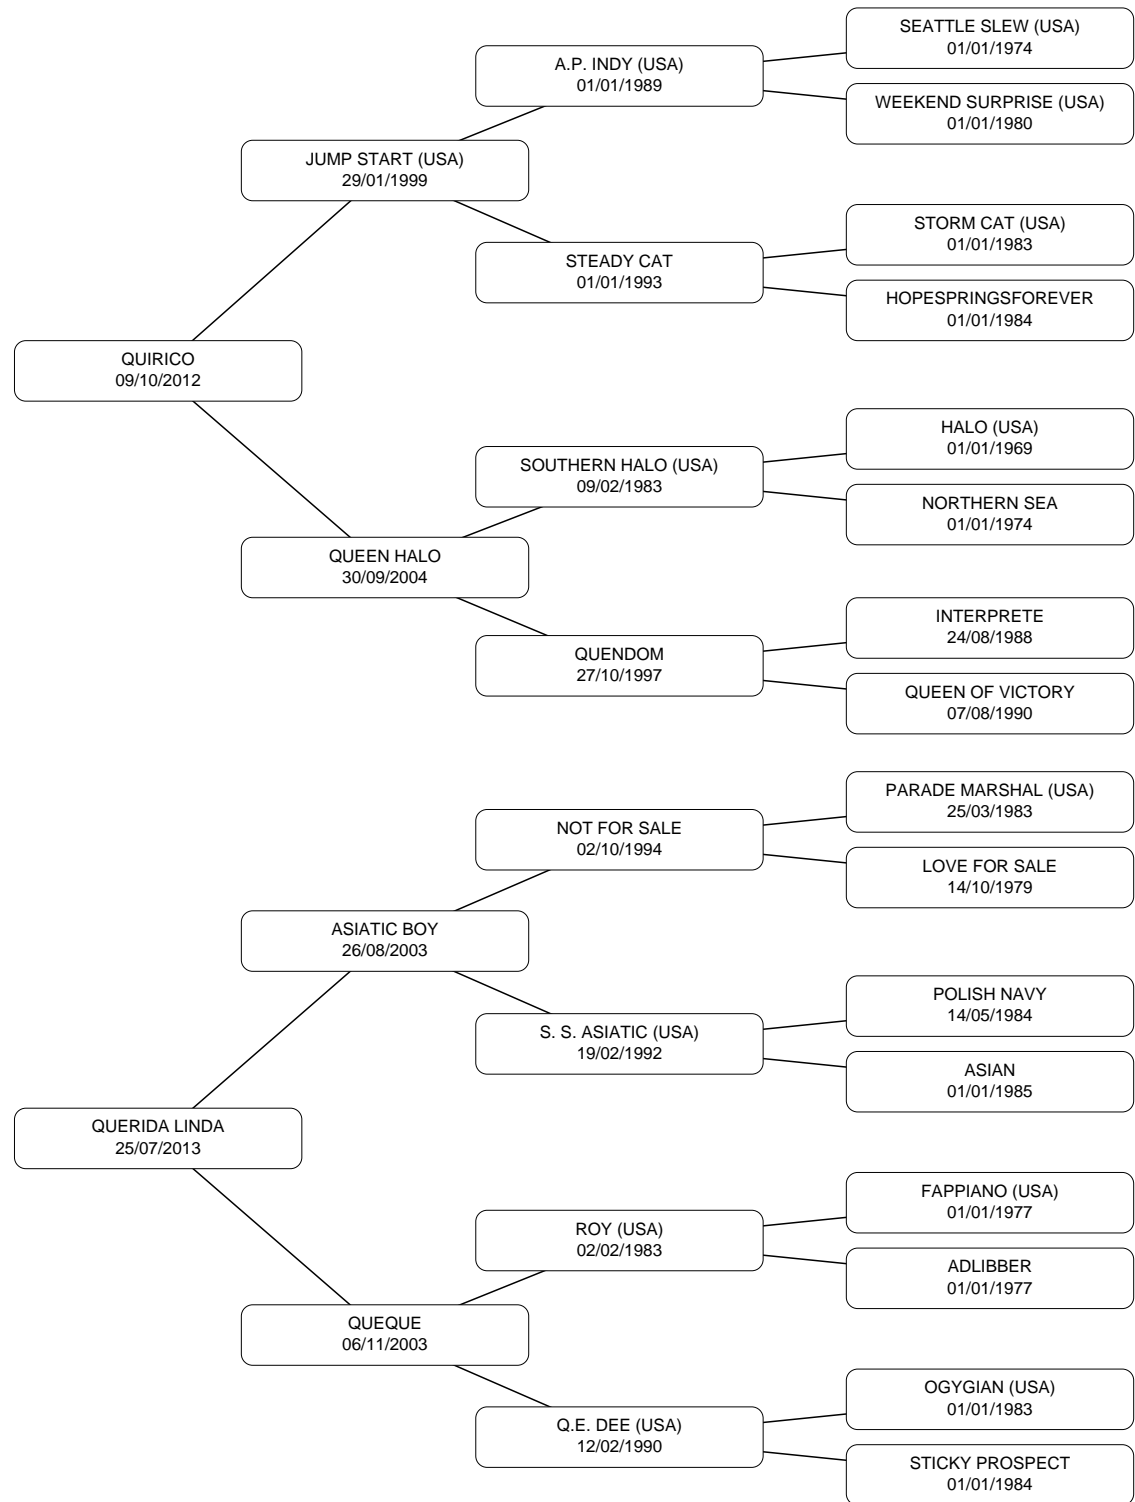 SEATTLE SLEW (USA)
01/01/1974
A.P. INDY (USA)
01/01/1989
WEEKEND SURPRISE (USA)
01/01/1980
JUMP START (USA)
29/01/1999
STORM CAT (USA)
01/01/1983
STEADY CAT
01/01/1993
HOPESPRINGSFOREVER
01/01/1984
QUIRICO
09/10/2012
HALO (USA)
01/01/1969
SOUTHERN HALO (USA)
09/02/1983
NORTHERN SEA
01/01/1974
QUEEN HALO
30/09/2004
INTERPRETE
24/08/1988
QUENDOM
27/10/1997
QUEEN OF VICTORY
07/08/1990
PARADE MARSHAL (USA)
25/03/1983
NOT FOR SALE
02/10/1994
LOVE FOR SALE
14/10/1979
ASIATIC BOY
26/08/2003
POLISH NAVY
14/05/1984
S. S. ASIATIC (USA)
19/02/1992
ASIAN
01/01/1985
QUERIDA LINDA
25/07/2013
FAPPIANO (USA)
01/01/1977
ROY (USA)
02/02/1983
ADLIBBER
01/01/1977
QUEQUE
06/11/2003
OGYGIAN (USA)
01/01/1983
Q.E. DEE (USA)
12/02/1990
STICKY PROSPECT
01/01/1984